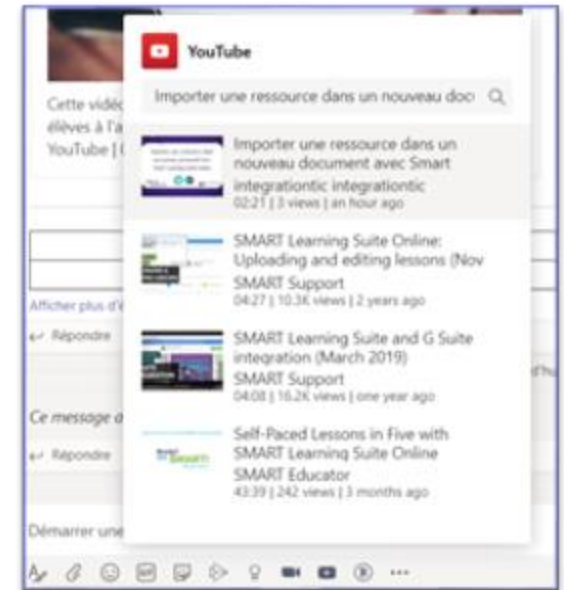 YouTube
Importer une ressource dans un nouveau doc
Cette vidéo
élèves à l'a
YouTube |
Importer une ressource dans un
nouveau document avec Smart
integrationtic integrationtic
02:21 | 3 views | an hour ago
SMART Learning Suite Online:
Uploading and editing lessons (Nov
SMART Support
04:27 | 10.3K views | 2 years ago
Afficher plus d'é
Répondre
SMART Learning Suite and G Suite
integration (March 2019)
SMART Support
04:08 | 16.2K views | one year ago
d'hu
Ce message a
Répondre
Self-Paced Lessons in Five with
SMART Learning Suite Online
SMART Educator
43:39 | 242 views | 3 months ago
Démarrer une
GIF